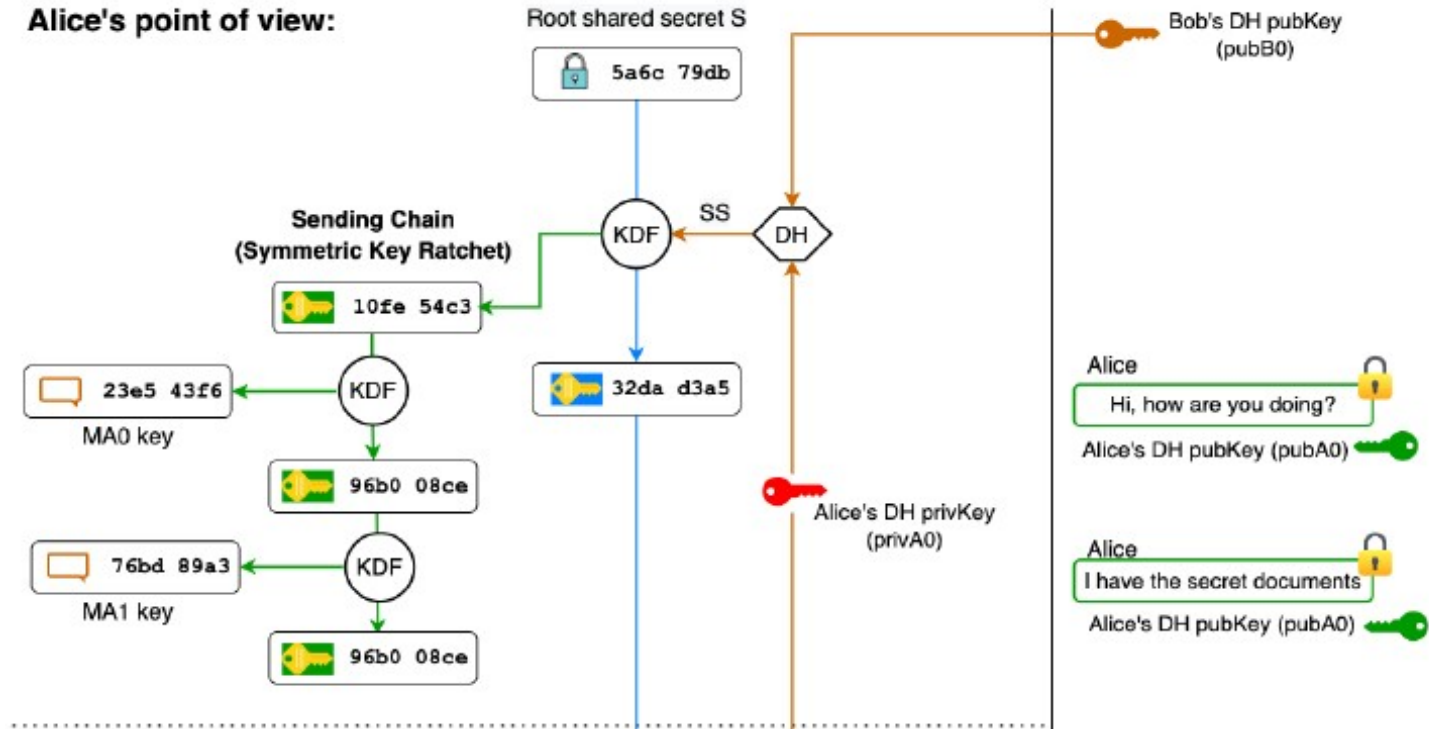 Alice's point of view:
Root shared secret S
Bob's DH pubKey
(pubB0)
5a6c 79db
Sending Chain
(Symmetric Key Ratchet)
KDF
SS
DH
10fe 54c3
KDF
23e5 43f6
MA0 key
32da d3a5
Alice
Hi, how are you doing?
Alice's DH pubKey (pubA0)
96b0 08ce
Alice's DH privKey
(privA0)
KDF
76bd 89a3
MA1 key
Alice
I have the secret documents
Alice's DH pubKey (pubA0)
96b0 08ce